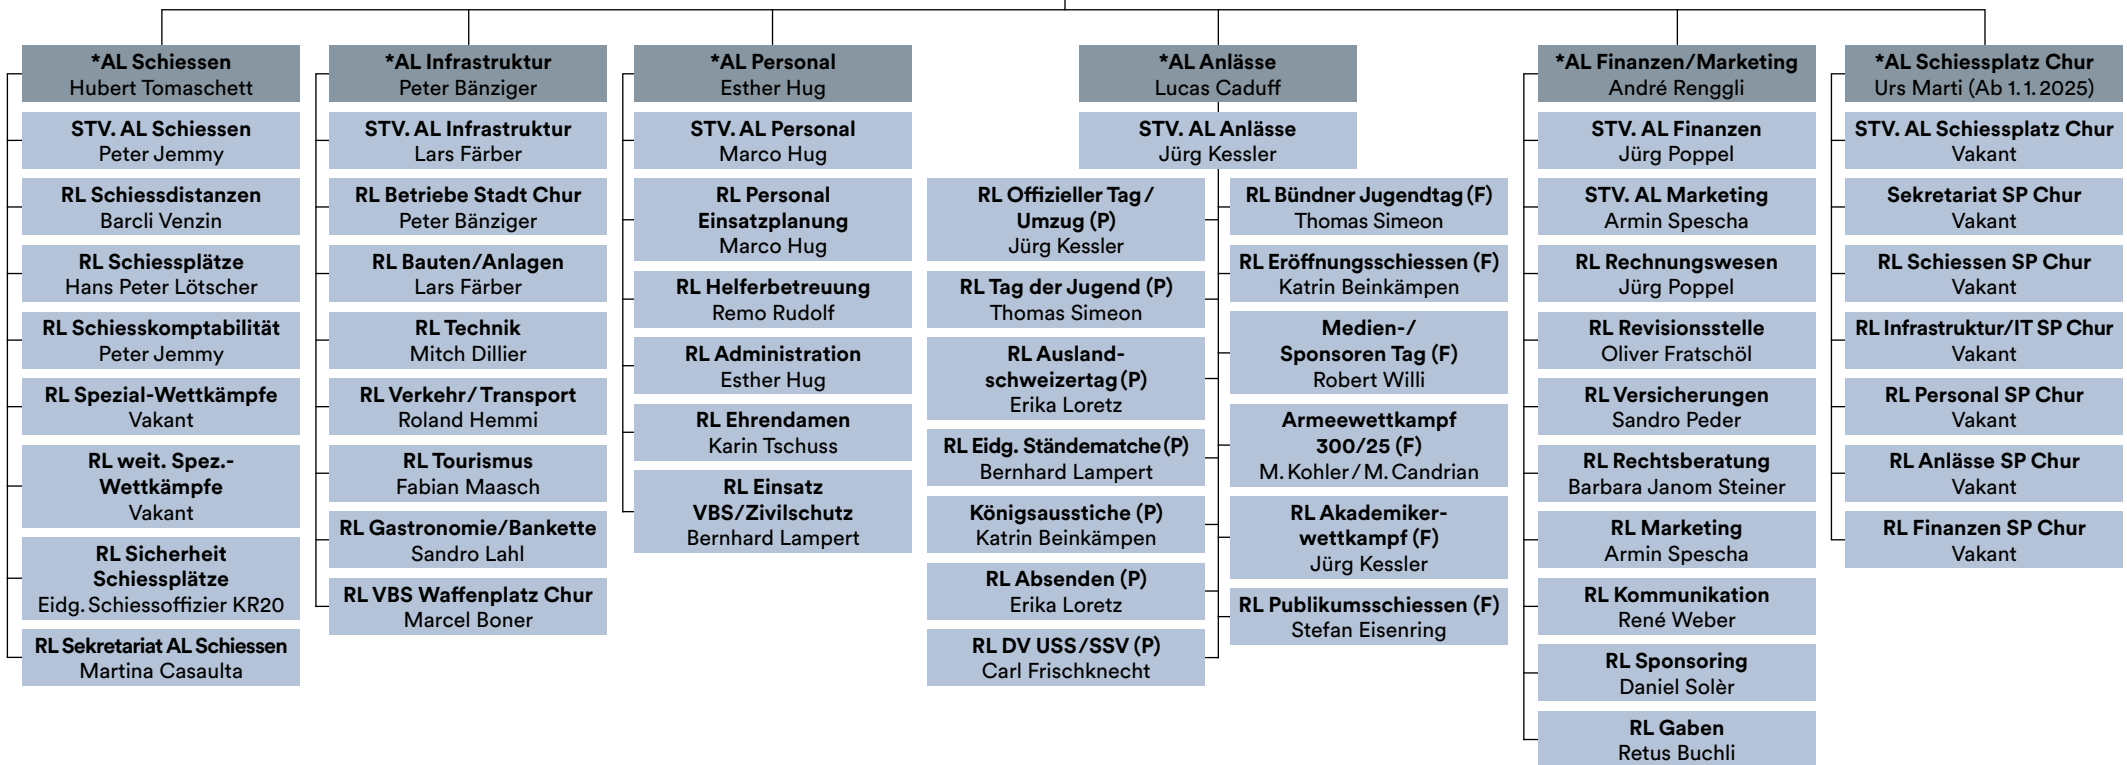 *AL Schiessen
Hubert Tomaschett
STV. AL Schiessen
Peter Jemmy
RL Schiessdistanzen
Barcli Venzin
RL Schiessplätze
Hans Peter Lötscher
RL Schiesskomptabilität
Peter Jemmy
RL Spezial-Wettkämpfe
Vakant
RL weit. Spez.-
Wettkämpfe
Vakant
RL Sicherheit
Schiessplätze
Eidg. Schiessoffizier KR20
RL Sekretariat AL Schiessen
Martina Casaulta
*AL Infrastruktur
Peter Bänziger
STV. AL Infrastruktur
Lars Färber
RL Betriebe Stadt Chur
Peter Bänziger
RL Bauten/Anlagen
Lars Färber
RL Technik
Mitch Dillier
RL Verkehr/Transport
Roland Hemmi
RL Tourismus
Fabian Maasch
RL Gastronomie/Bankette
Sandro Lahl
RL VBS Waffenplatz Chur
Marcel Boner
*AL Personal
Esther Hug
STV. AL Personal
Marco Hug
RL Personal
Einsatzplanung
Marco Hug
RL Helferbetreuung
Remo Rudolf
RL Administration
Esther Hug
RL Ehrendamen
Karin Tschuss
RL Einsatz
VBS/Zivilschutz
Bernhard Lampert
*AL Anlässe
Lucas Caduff
STV. AL Anlässe
Jürg Kessler
RL Offizieller Tag/
Umzug (P)
Jürg Kessler
RL Tag der Jugend (P)
Thomas Simeon
RL Ausland-
schweizertag (P)
Erika Loretz
RL Eidg. Ständematche (P)
Bernhard Lampert
Königsausstiche (P)
Katrin Beinkämpen
RL Absenden (P)
Erika Loretz
RL DV USS/SSV (P)
Carl Frischknecht
RL Bündner Jugendtag (F)
Thomas Simeon
RL Eröffnungsschiessen (F)
Katrin Beinkämpen
Medien-/
Sponsoren Tag (F)
Robert Willi
Armeewettkampf
300/25 (F)
M. Kohler / M. Candrian
RL Akademiker-
wettkampf (F)
Jürg Kessler
RL Publikumsschiessen (F)
Stefan Eisenring
*AL Finanzen/Marketing
André Renggli
STV. AL Finanzen
Jürg Poppel
STV. AL Marketing
Armin Spescha
RL Rechnungswesen
Jürg Poppel
RL Revisionsstelle
Oliver Fratschöl
RL Versicherungen
Sandro Peder
RL Rechtsberatung
Barbara Janom Steiner
RL Marketing
Armin Spescha
RL Kommunikation
René Weber
RL Sponsoring
Daniel Solèr
RL Gaben
Retus Buchli
*AL Schiessplatz Chur
Urs Marti (Ab 1.1.2025)
STV. AL Schiessplatz Chur
Vakant
Sekretariat SP Chur
Vakant
RL Schiessen SP Chur
Vakant
RL Infrastruktur/IT SP Chur
Vakant
RL Personal SP Chur
Vakant
RL Anlässe SP Chur
Vakant
RL Finanzen SP Chur
Vakant